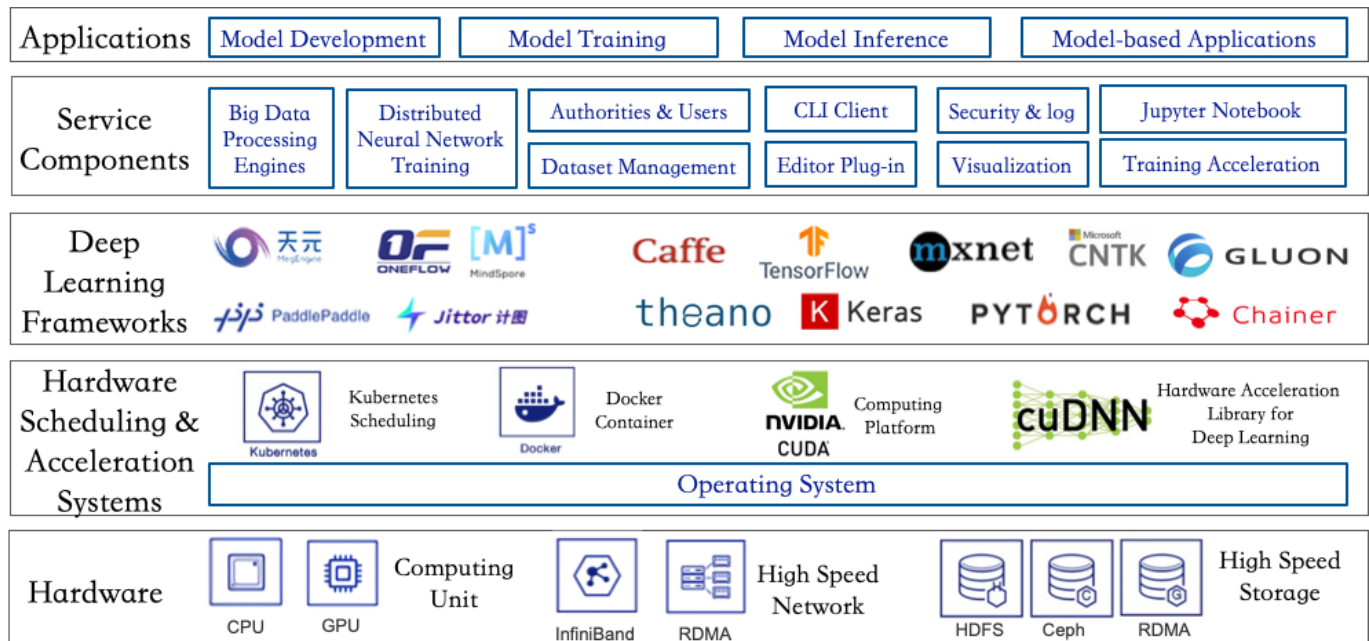 Applications
Model Development
Model Training
Model Inference
Model-based Applications
Service
Components
Big Data
Processing
Engines
Distributed
Neural Network
Training
Authorities & Users
Dataset Management
CLI Client
Editor Plug-in
Security & log
Visualization
Jupyter Notebook
Training Acceleration
Deep
Learning
Frameworks
天元
MegEngine
OF
ONEFLOW
[M]s
MindSpore
Caffe
TensorFlow
mxnet
Microsoft
CNTK
GLUON
PaddlePaddle
Jittor 计图
theano
K Keras
PYTORCH
Chainer
Hardware
Scheduling &
Acceleration
Systems
Kubernetes
Kubernetes
Scheduling
Docker
Docker
Container
NVIDIA.
CUDA
Computing
Platform
cuDNN
Hardware Acceleration
Library for
Deep Learning
Operating System
Hardware
CPU
GPU
Computing
Unit
InfiniBand
RDMA
High Speed
Network
HDFS
C
Ceph
G
RDMA
High Speed
Storage